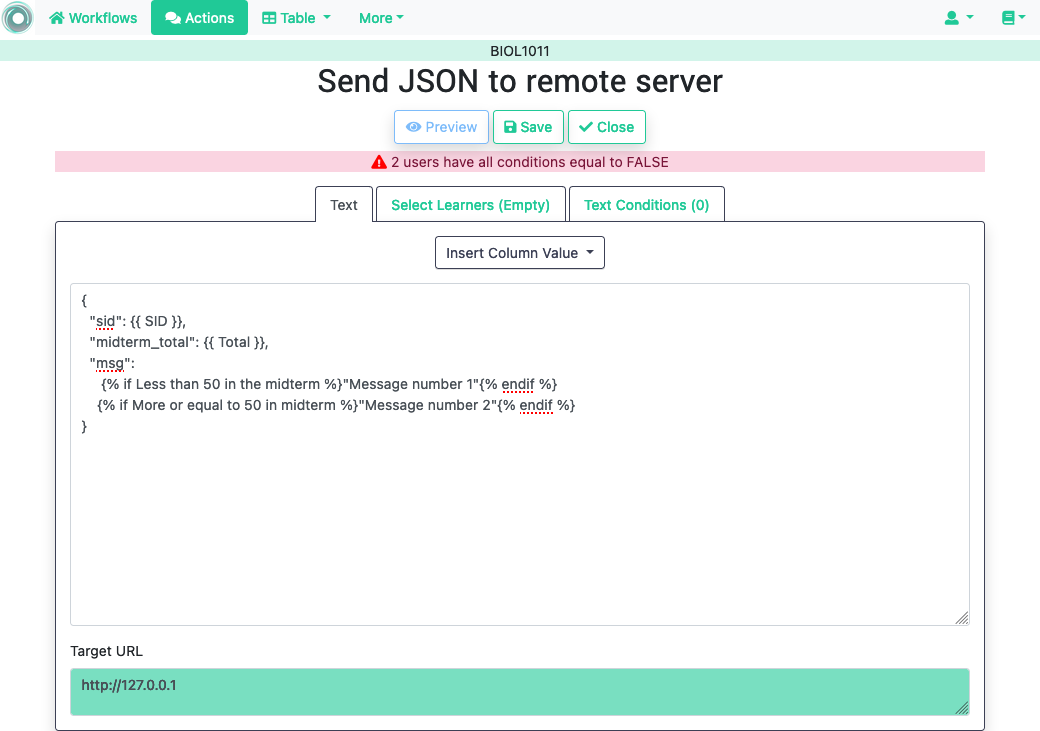 Workflows Actions Table More
BIOL1011
Send JSON to remote server
Preview Save Close
2 users have all conditions equal to FALSE
Text Select Learners (Empty) Text Conditions (0)
Insert Column Value
{
"sid": {{ SID }},
"midterm_total": {{ Total }},
"msg":
{% if Less than 50 in the midterm %}"Message number 1"{% endif %}
{% if More or equal to 50 in midterm %}"Message number 2"{% endif %}
}
Target URL
http://127.0.0.1